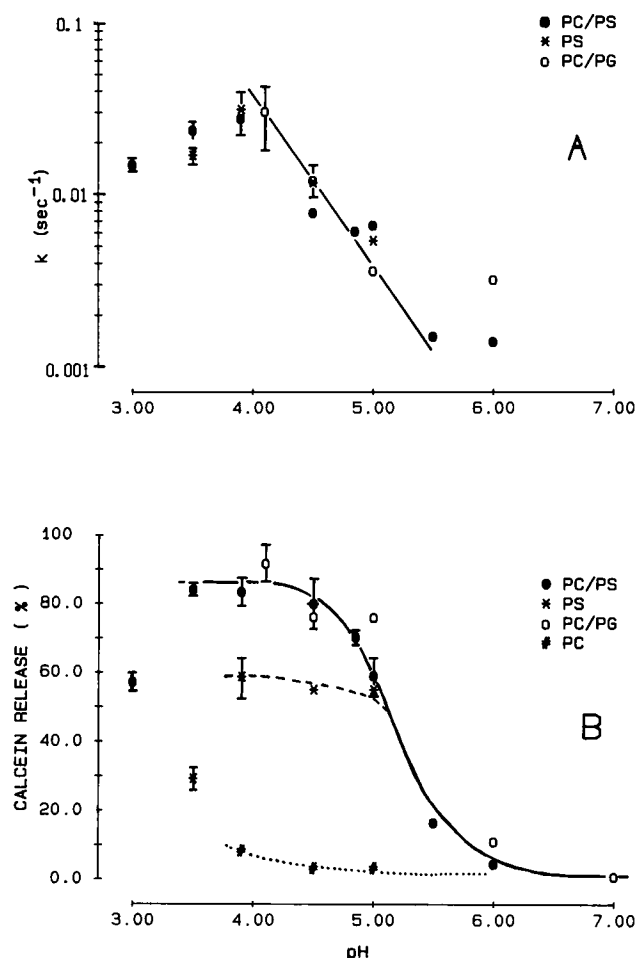 0.1
0.01
0.001
k (sec⁻¹)
● PC/PS
* PS
o PC/PG
A
3.00 4.00 5.00 6.00 7.00
100
80.0
60.0
40.0
20.0
0.0
CALCEIN RELEASE ( % )
● PC/PS
* PS
o PC/PG
# PC
B
3.00 4.00 5.00 6.00 7.00
pH